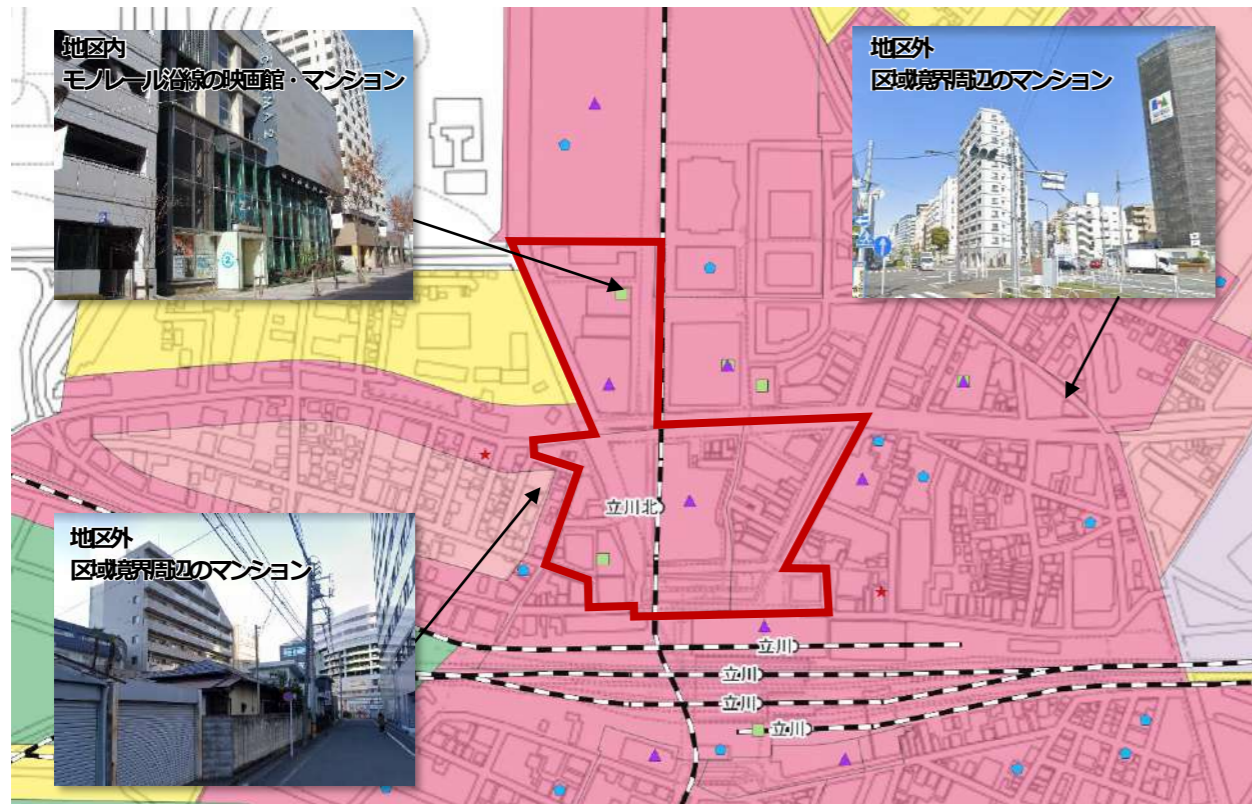 地区内
モノレール沿線の映画館・マンション
地区外
区域境界周辺のマンション
立川北
地区外
区域境界周辺のマンション
立川
立川
立川
立川